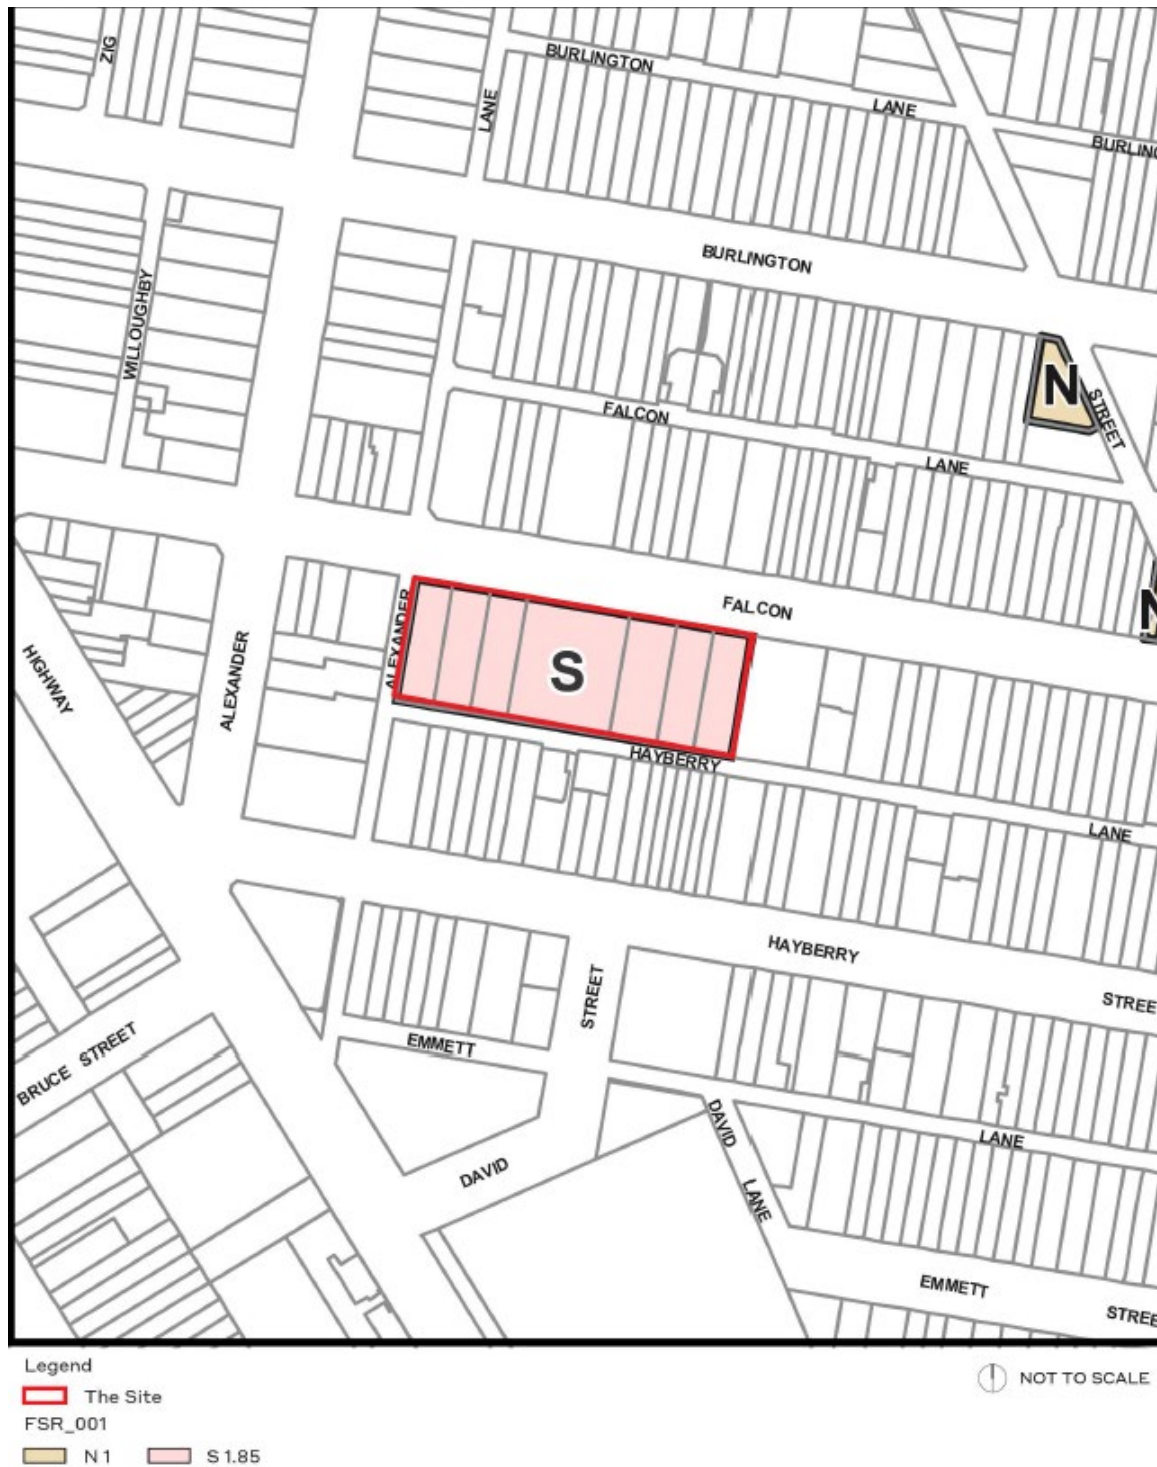 ZIG
BURLINGTON
LANE
LANE
BURLING
BURLINGTON
WILLOUGHBY
N
STREET
FALCON
LANE
ALEXANDER
FALCON
N
S
HIGHWAY
ALEXANDER
HAYBERRY
LANE
HAYBERRY
STREE
STREET
EMMETT
BRUCE STREET
DAVID
LANE
DAVID
LANE
EMMETT
STREE
Legend
The Site
NOT TO SCALE
FSR_001
N 1 S 1.85